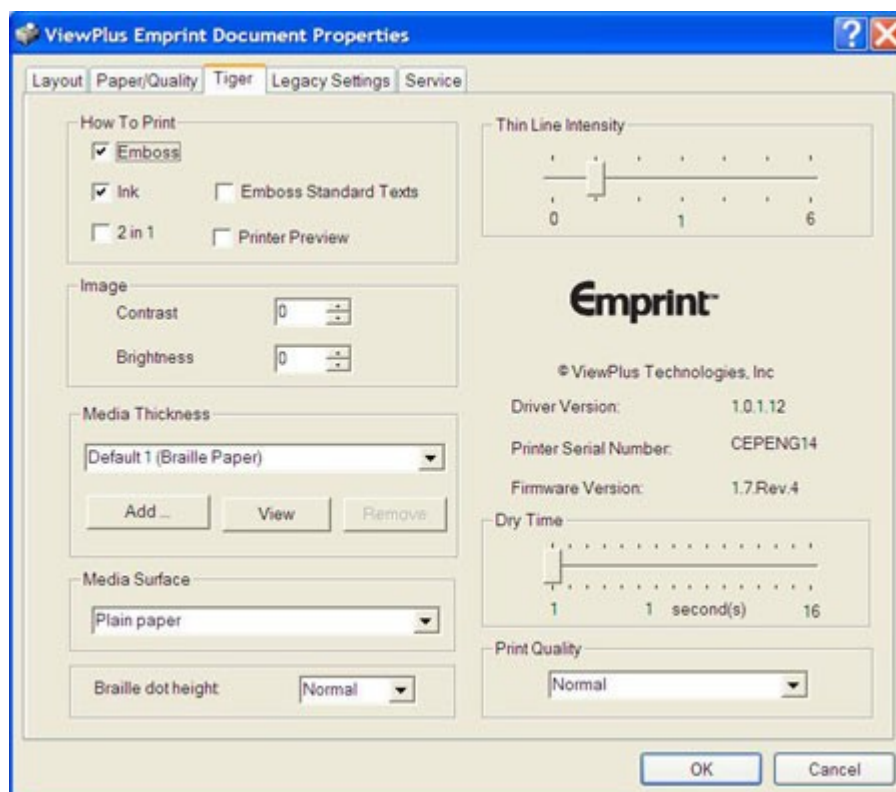 ViewPlus Emprint Document Properties
Layout Paper/Quality Tiger Legacy Settings Service
How To Print
Emboss
Ink Emboss Standard Texts
2 in 1 Printer Preview
Image
Contrast 0
Brightness 0
Media Thickness
Default 1 (Braille Paper)
Add ... View Remove
Media Surface
Plain paper
Braille dot height Normal
Thin Line Intensity
0 1 6
Emprint™
© ViewPlus Technologies, Inc
Driver Version: 1.0.1.12
Printer Serial Number: CEPENG14
Firmware Version: 1.7.Rev.4
Dry Time
1 1 second(s) 16
Print Quality
Normal
OK Cancel